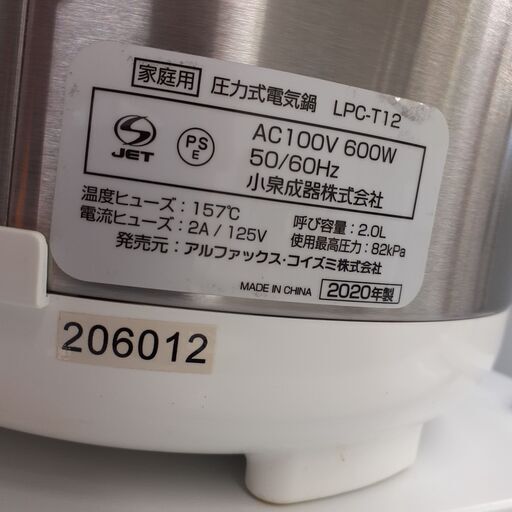 家庭用 圧力式電気鍋 LPC-T12
JET
PS
E
AC100V 600W
50/60Hz
小泉成器株式会社
温度ヒューズ：157℃ 呼び容量：2.0L
電流ヒューズ：2A/125V 使用最高圧力：82kPa
発売元：アルファックス・コイズミ株式会社
MADE IN CHINA 2020年製
206012